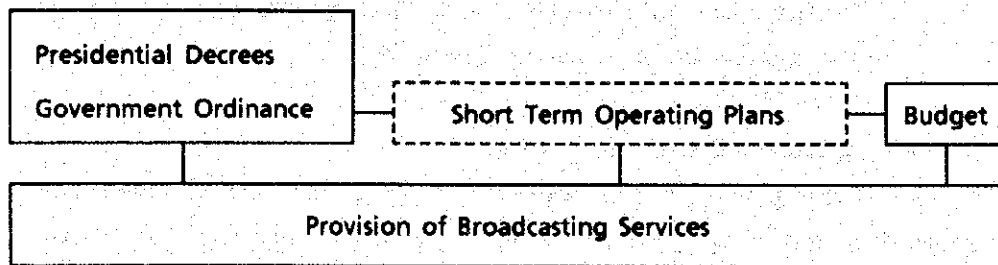 Presidential Decrees
Government Ordinance
Short Term Operating Plans
Budget
Provision of Broadcasting Services